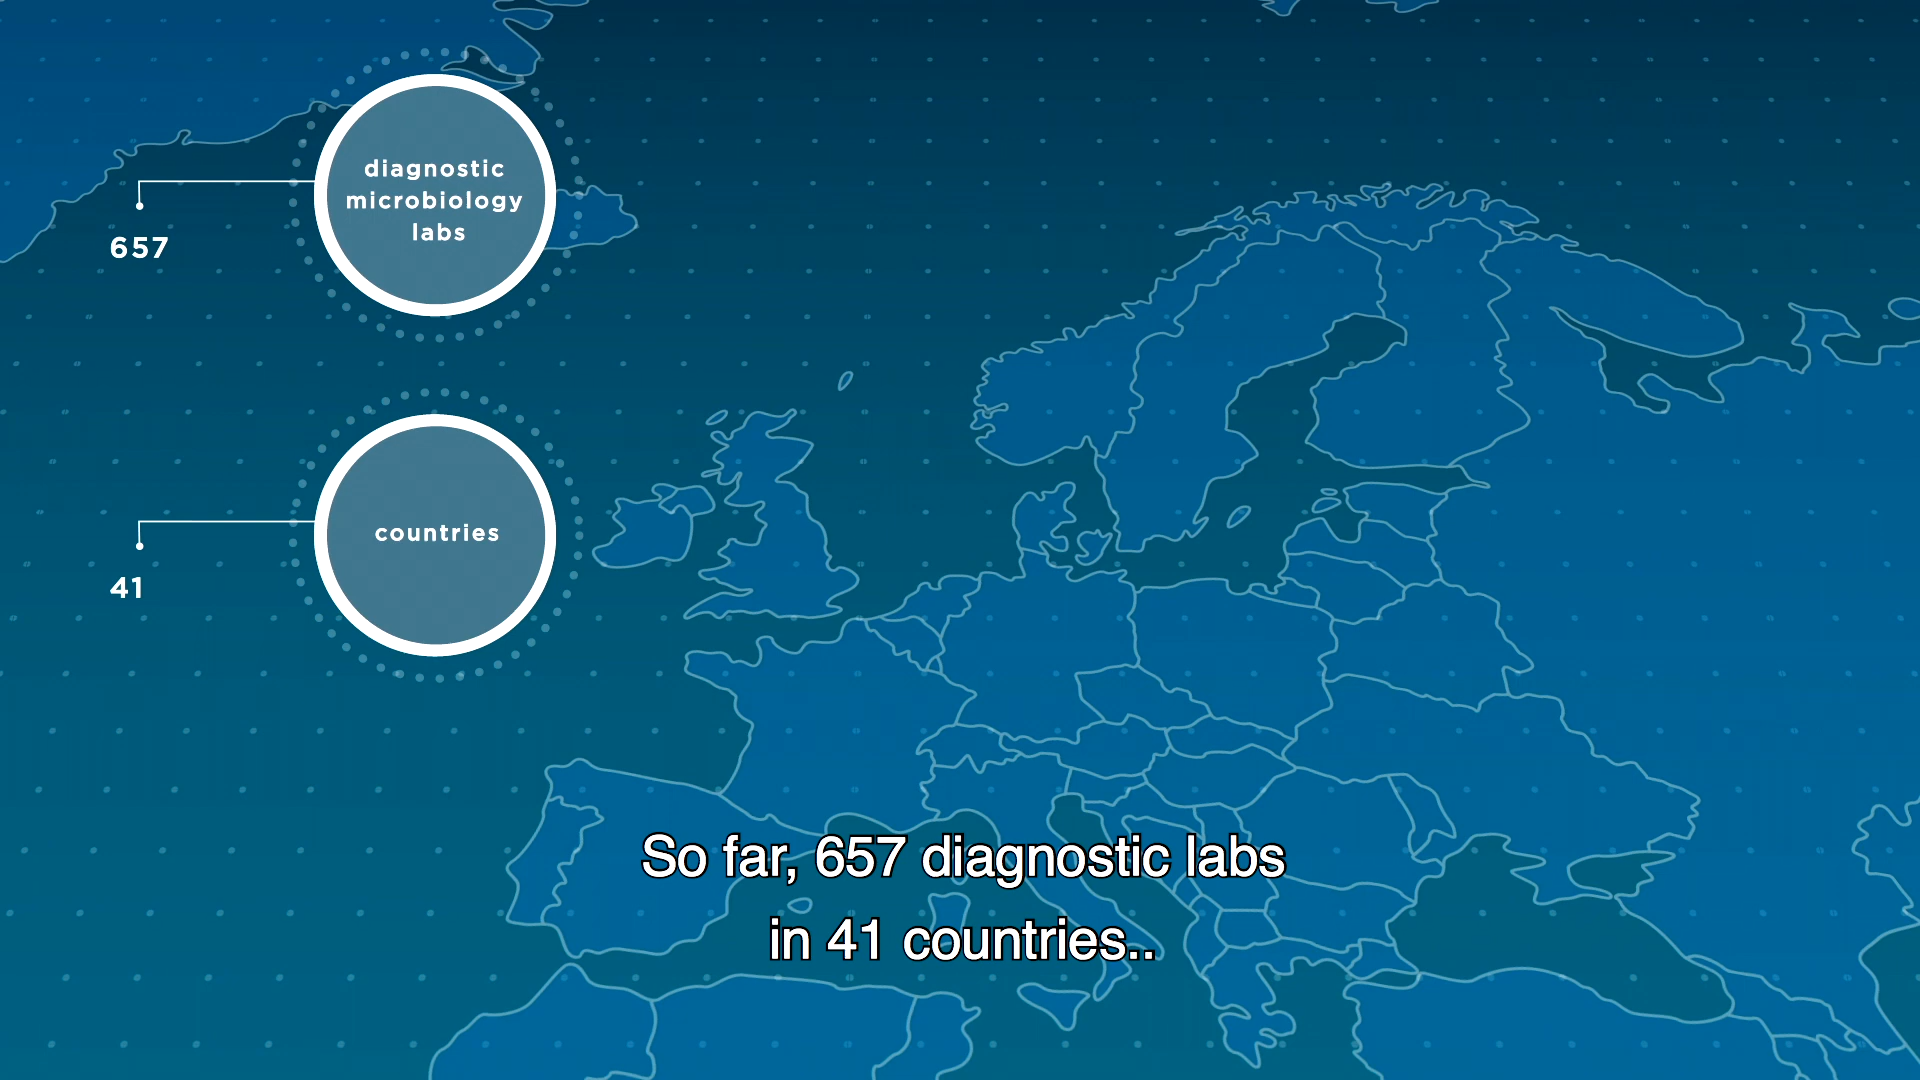 diagnostic
microbiology
labs
657
countries
41
So far, 657 diagnostic labs
in 41 countries..